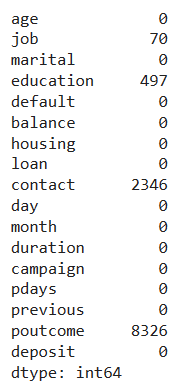 age 0
job 70
marital 0
education 497
default 0
balance 0
housing 0
loan 0
contact 2346
day 0
month 0
duration 0
campaign 0
pdays 0
previous 0
poutcome 8326
deposit 0
dtype: int64